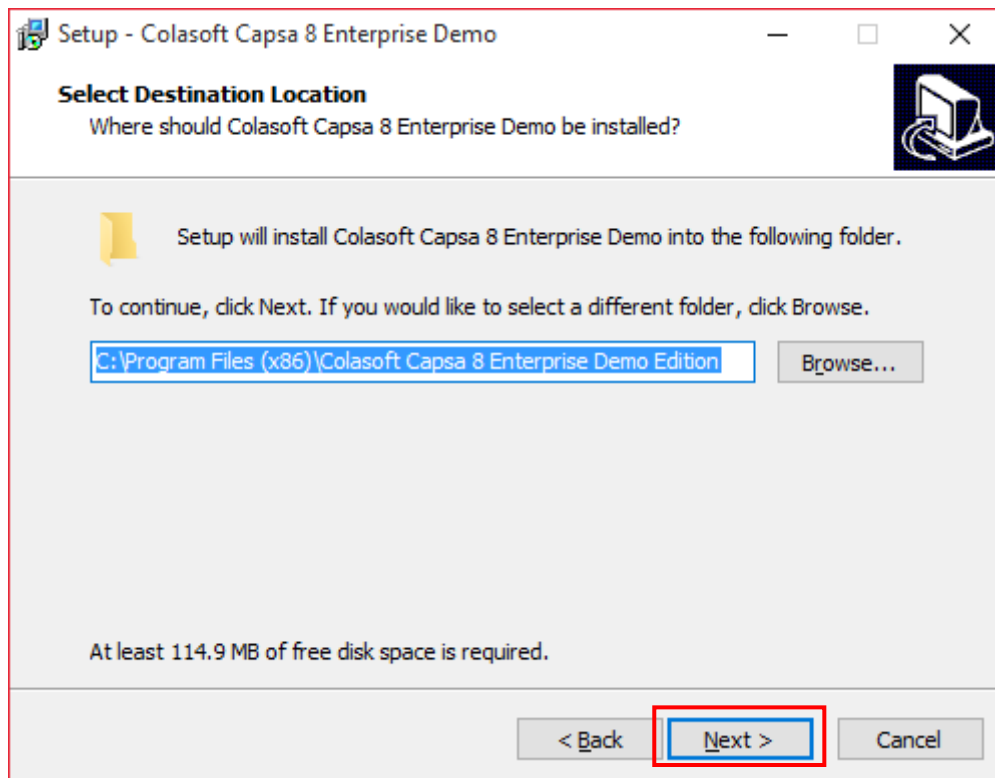 Setup - Colasoft Capsa 8 Enterprise Demo
Select Destination Location
Where should Colasoft Capsa 8 Enterprise Demo be installed?
Setup will install Colasoft Capsa 8 Enterprise Demo into the following folder.
To continue, click Next. If you would like to select a different folder, click Browse.
C:\Program Files (x86)\Colasoft Capsa 8 Enterprise Demo Edition
Browse...
At least 114.9 MB of free disk space is required.
< Back
Next >
Cancel